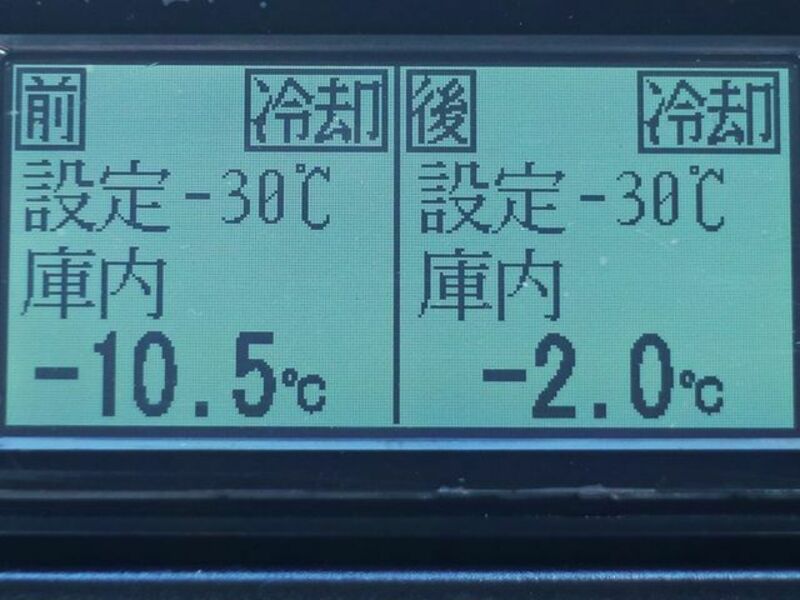 前 冷却
設定 -30℃
庫内
-10.5℃
後 冷却
設定 -30℃
庫内
-2.0℃